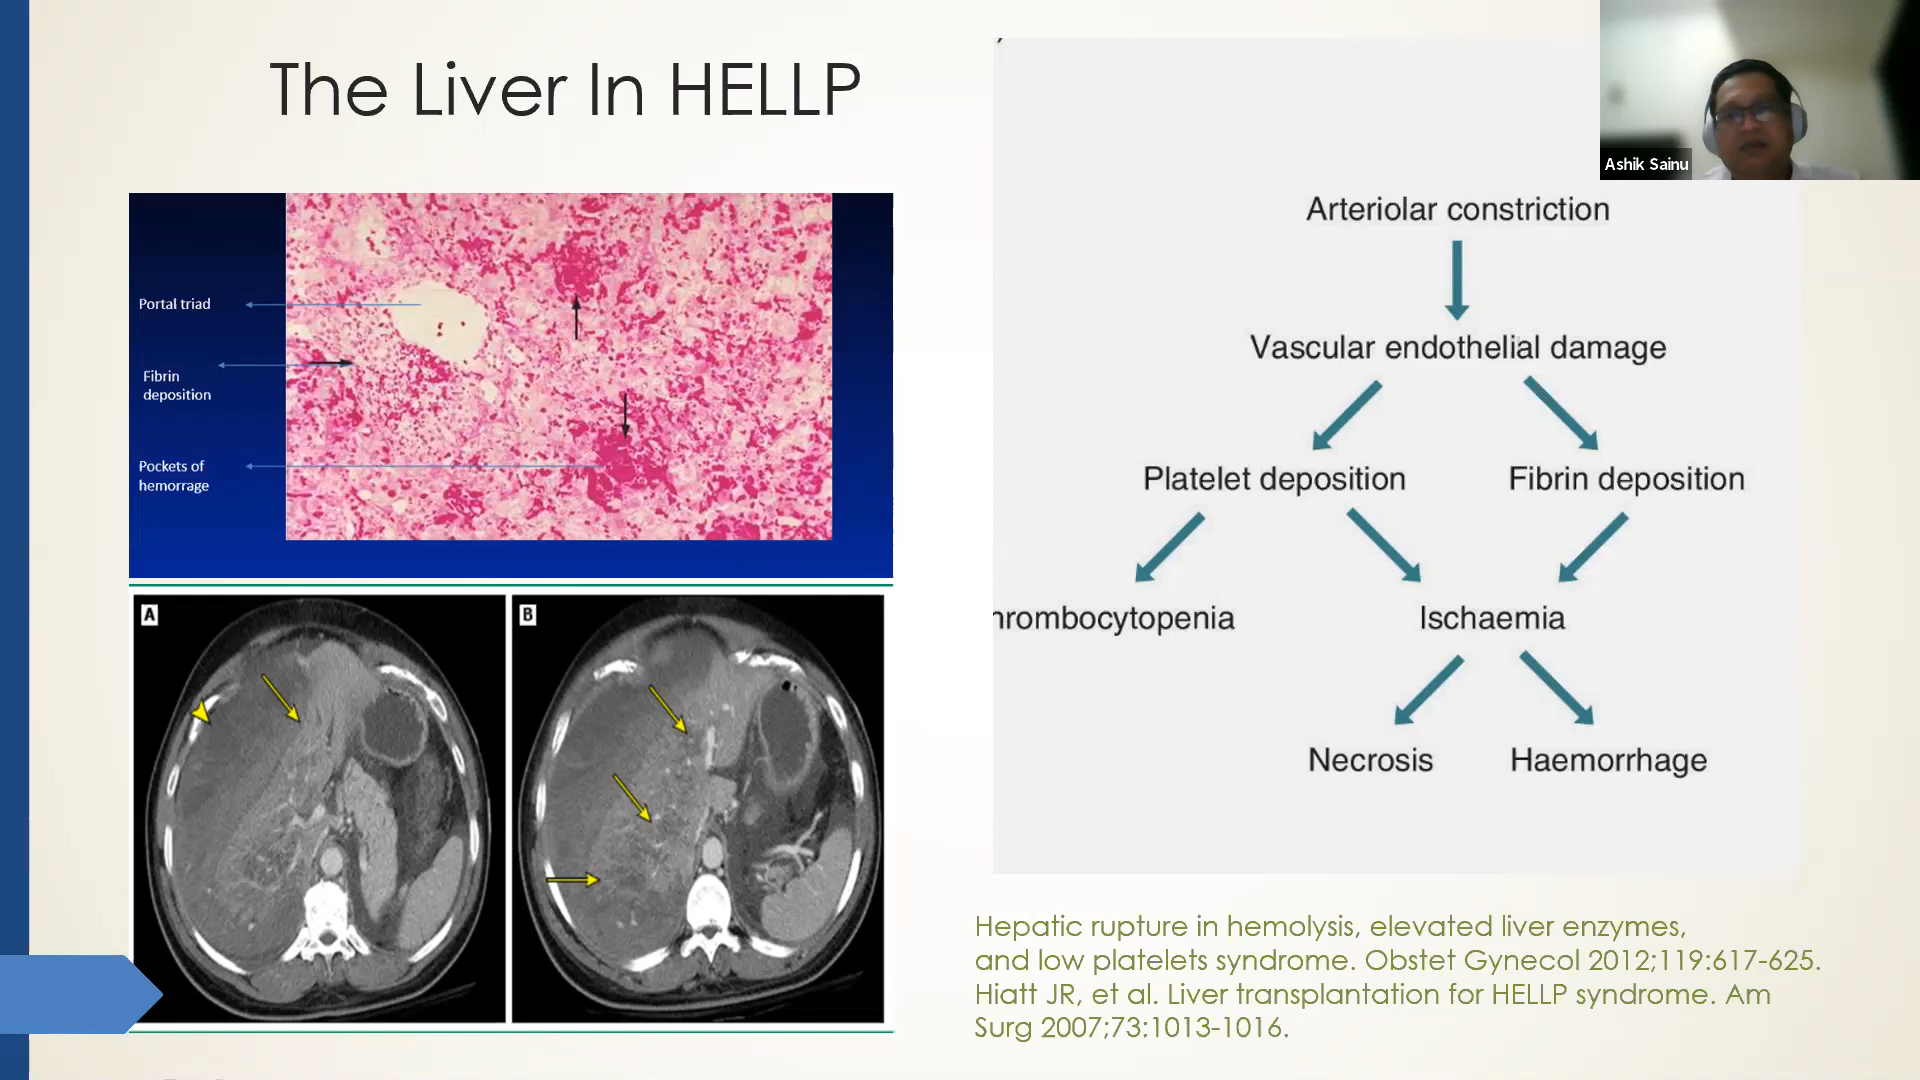 The Liver In HELLP
Ashik Sainu
Portal triad
Fibrin
deposition
Pockets of
hemorrage
A
B
Arteriolar constriction
Vascular endothelial damage
Platelet deposition
Fibrin deposition
hrombocytopenia
Ischaemia
Necrosis
Haemorrhage
Hepatic rupture in hemolysis, elevated liver enzymes,
and low platelets syndrome. Obstet Gynecol 2012;119:617-625.
Hiatt JR, et al. Liver transplantation for HELLP syndrome. Am
Surg 2007;73:1013-1016.